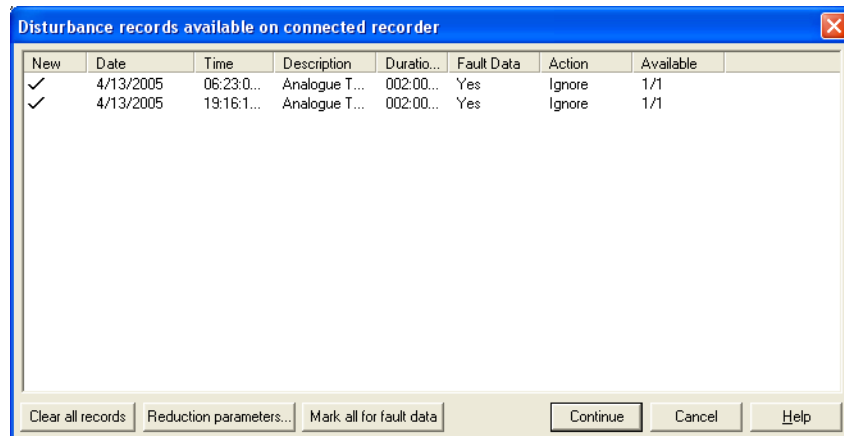 Disturbance records available on connected recorder
New Date Time Description Duratio... Fault Data Action Available
4/13/2005 06:23:0... Analogue T... 002:00... Yes Ignore 1/1
4/13/2005 19:16:1... Analogue T... 002:00... Yes Ignore 1/1
Clear all records Reduction parameters... Mark all for fault data Continue Cancel Help